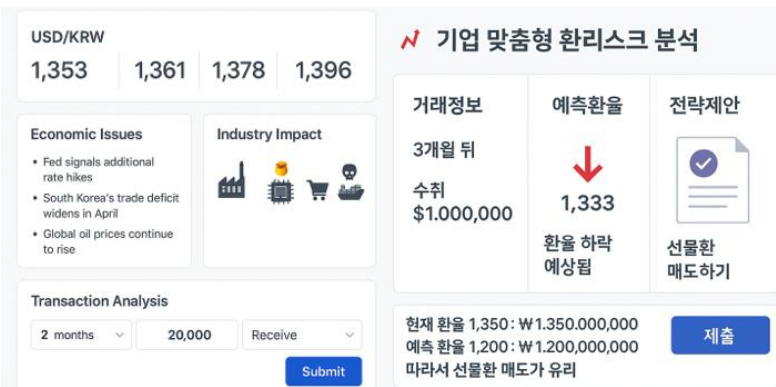 USD/KRW
1,353 1,361 1,378 1,396
Economic Issues
• Fed signals additional
rate hikes
• South Korea's trade deficit
widens in April
• Global oil prices continue
to rise
Industry Impact
Transaction Analysis
2 months 20,000 Receive
Submit
기업 맞춤형 환리스크 분석
거래정보
3개월 뒤
수취
$1.000,000
예측환율
1,333
환율 하락
예상됩
전략제안
선물환
매도하기
현재 환율 1,350 : ₩1.350.000,000
예측 환율 1,200 : ₩1.200,000,000
따라서 선물환 매도가 유리
제출